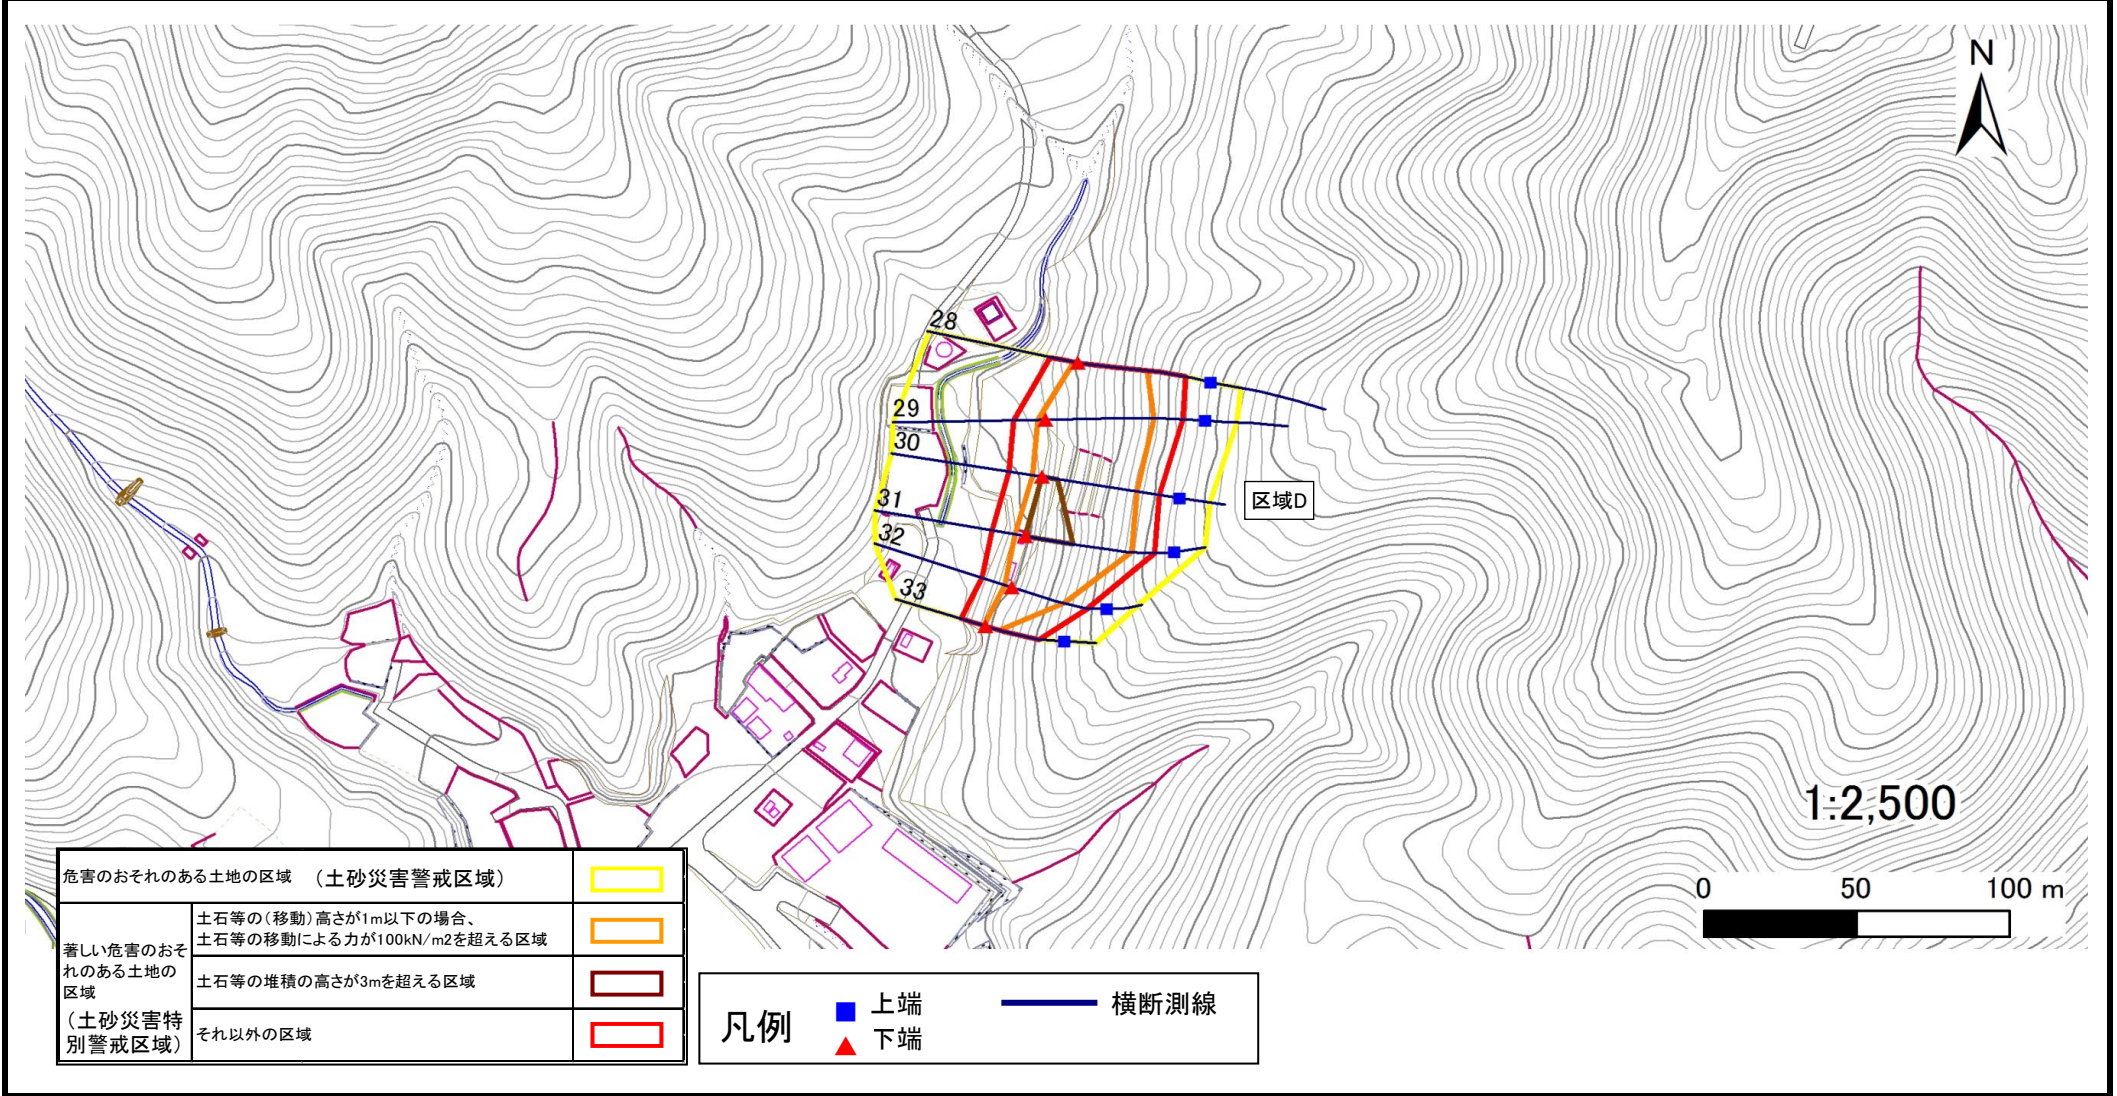 N
28
29
30
31
32
33
区域D
1:2,500
0 50 100 m
危害のおそれのある土地の区域 （土砂災害警戒区域）
著しい危害のおそ
れのある土地の
区域
（土砂災害特
別警戒区域）
土石等の（移動）高さが1m以下の場合、
土石等の移動による力が100kN/m2を超える区域
土石等の堆積の高さが3mを超える区域
それ以外の区域
凡例
上端
下端
横断測線